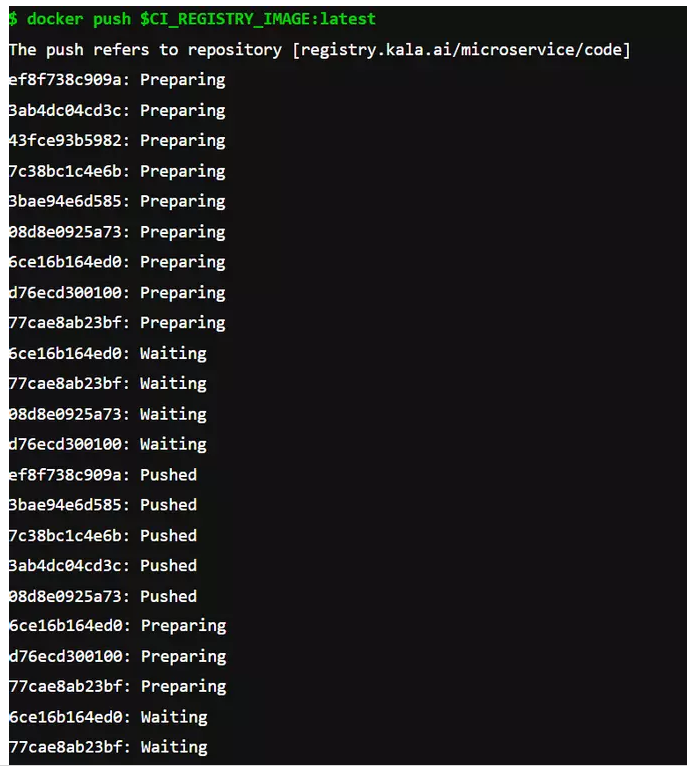 $ docker push $CI_REGISTRY_IMAGE:latest
The push refers to repository [registry.kala.ai/microservice/code]
ef8f738c909a: Preparing
3ab4dc04cd3c: Preparing
43fce93b5982: Preparing
7c38bc1c4e6b: Preparing
3bae94e6d585: Preparing
08d8e0925a73: Preparing
6ce16b164ed0: Preparing
d76ecd300100: Preparing
77cae8ab23bf: Preparing
6ce16b164ed0: Waiting
77cae8ab23bf: Waiting
08d8e0925a73: Waiting
d76ecd300100: Waiting
ef8f738c909a: Pushed
3bae94e6d585: Pushed
7c38bc1c4e6b: Pushed
3ab4dc04cd3c: Pushed
08d8e0925a73: Pushed
6ce16b164ed0: Preparing
d76ecd300100: Preparing
77cae8ab23bf: Preparing
6ce16b164ed0: Waiting
77cae8ab23bf: Waiting